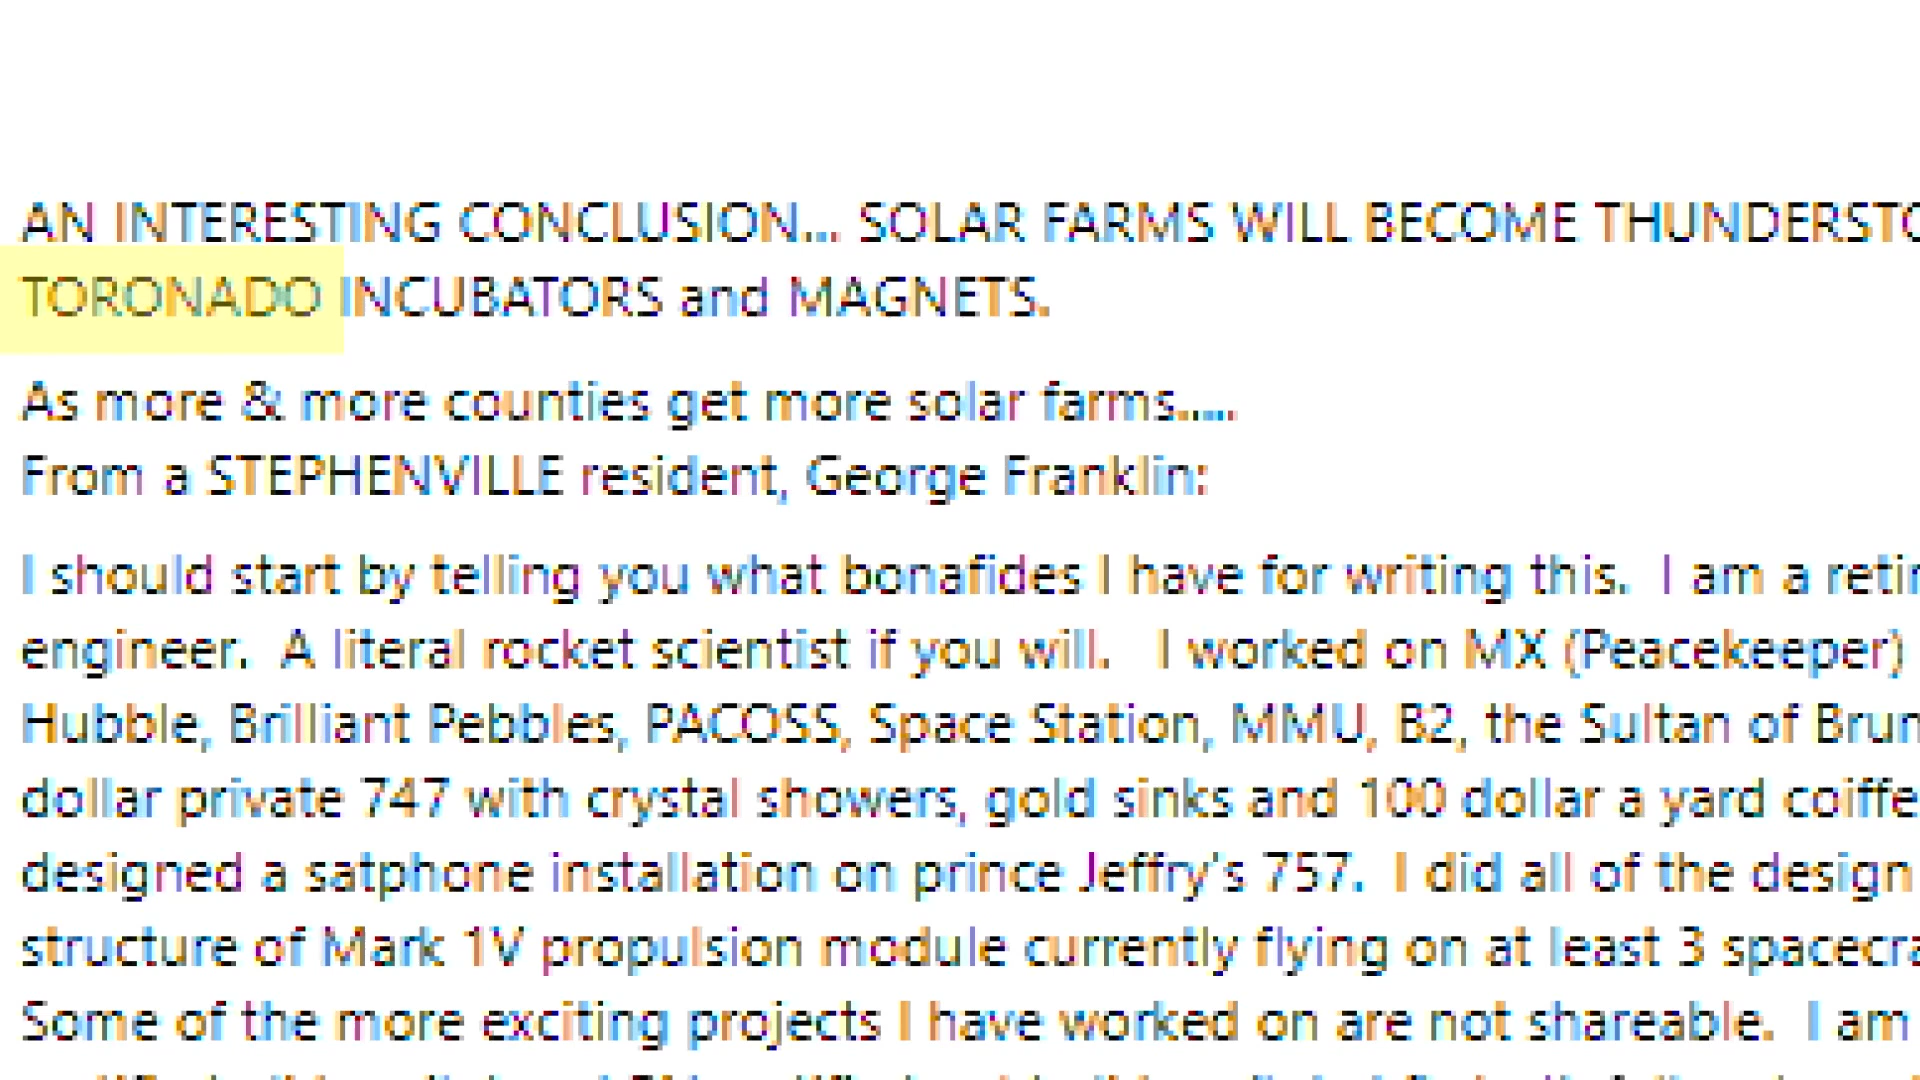 AN INTERESTING CONCLUSION... SOLAR FARMS WILL BECOME
TORONADO INCUBATORS and MAGNETS.
As more & more counties get more solar farms.....
From a STEPHENVILLE resident, George Franklin:
I should start by telling you what bonafides I have for writing this. I am a
engineer. A literal rocket scientist if you will. I worked on MX (Peacekeeper)
Hubble, Brilliant Pebbles, PACOSS, Space Station, MMU, B2, the Sultan of
dollar private 747 with crystal showers, gold sinks and 100 dollar a yard
designed a satphone installation on prince Jeffry's 757. I did all of the design
structure of Mark 1V propulsion module currently flying on at least 3
Some of the more exciting projects I have worked on are not shareable. I am